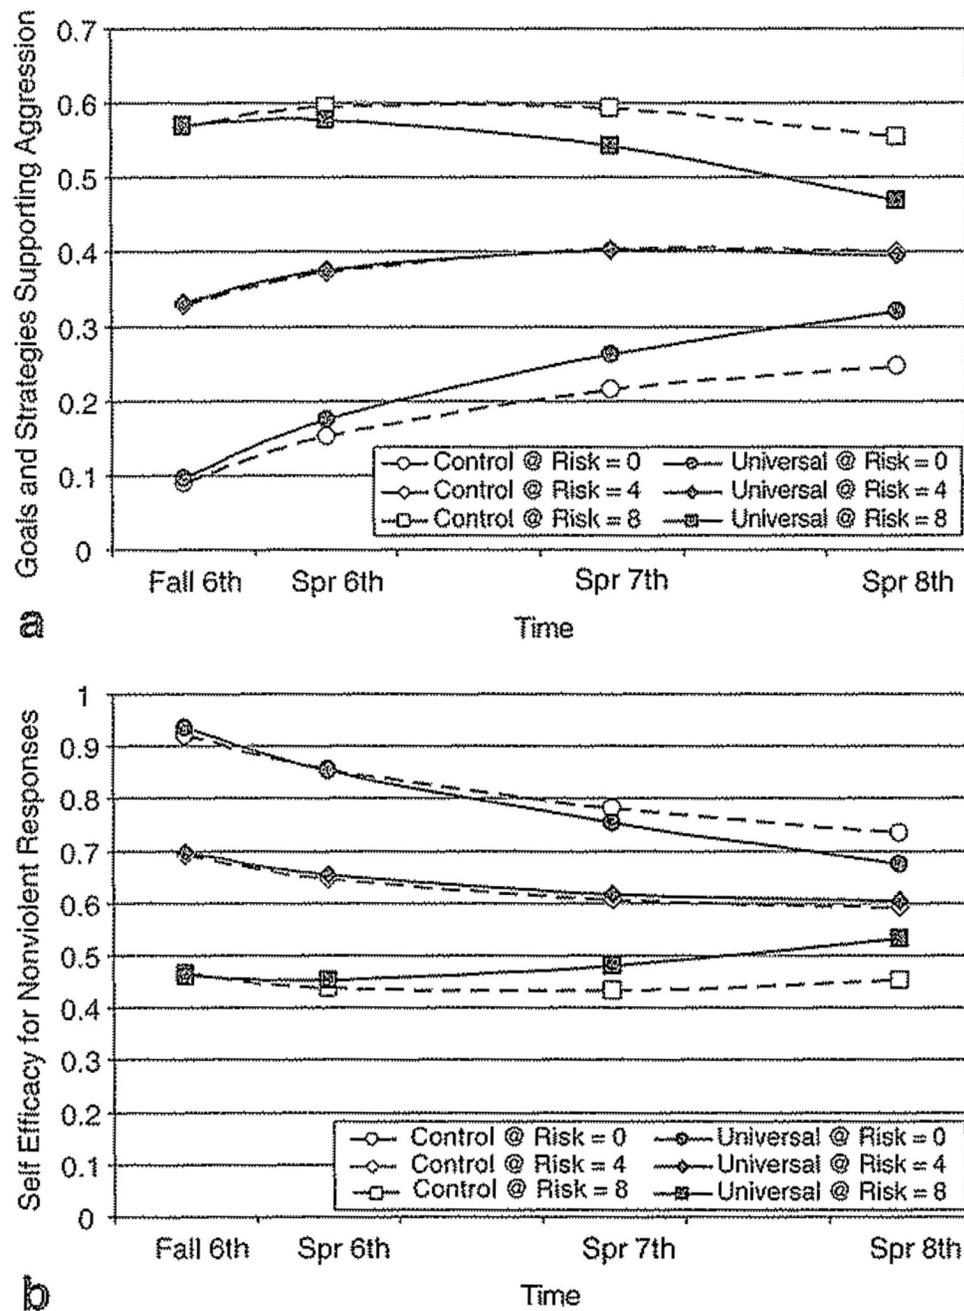 Goals and Strategies Supporting Aggression
0.7
0.6
0.5
0.4
0.3
0.2
0.1
0
Control @ Risk = 0 Universal @ Risk = 0
Control @ Risk = 4 Universal @ Risk = 4
Control @ Risk = 8 Universal @ Risk = 8
Fall 6th Spr 6th Spr 7th Spr 8th
Time
a
Self Efficacy for Nonviolent Responses
1
0.9
0.8
0.7
0.6
0.5
0.4
0.3
0.2
0.1
0
Control @ Risk = 0 Universal @ Risk = 0
Control @ Risk = 4 Universal @ Risk = 4
Control @ Risk = 8 Universal @ Risk = 8
Fall 6th Spr 6th Spr 7th Spr 8th
Time
b